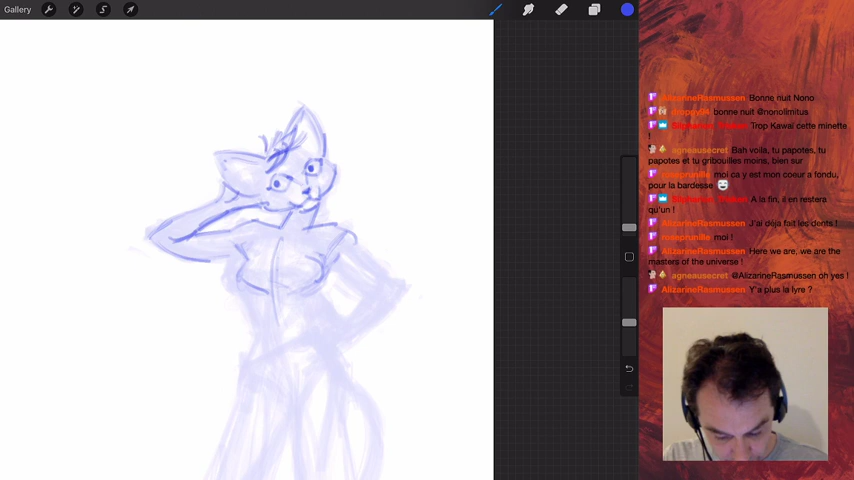 Gallery
AlizarineRasmussen Bonne nuit Nono
bonne nuit @nonolimitus
Trop Kawai cette minette
!
agneausecret Bah voila, tu papotes, tu
papotes et tu gribouilles moins, bien sur
moi ca y est mon coeur a fondu,
pour la bardesse
A la fin, il en restera
qu'un !
AlizarineRasmussen J'ai déja fait les dents !
moi !
AlizarineRasmussen Here we are, we are the
masters of the universe !
agneausecret @AlizarineRasmussen oh yes !
AlizarineRasmussen Y'a plus la lyre ?